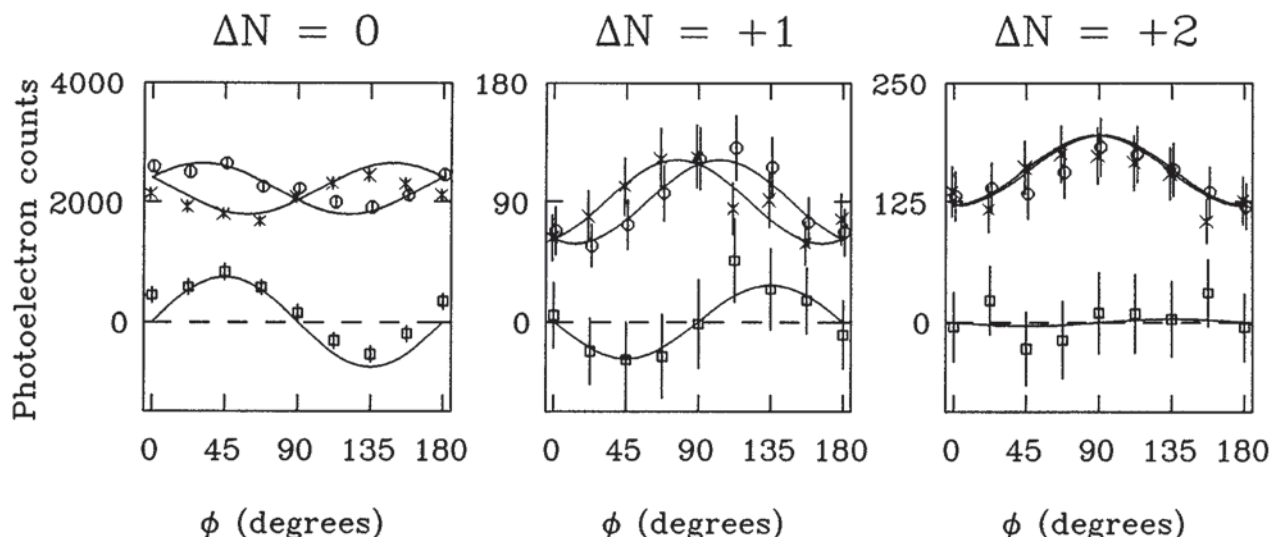 ΔN = 0 ΔN = +1 ΔN = +2
Photoelectron counts
4000
2000
0
0 45 90 135 180
ϕ (degrees)
180
90
0
0 45 90 135 180
ϕ (degrees)
250
125
0
0 45 90 135 180
ϕ (degrees)